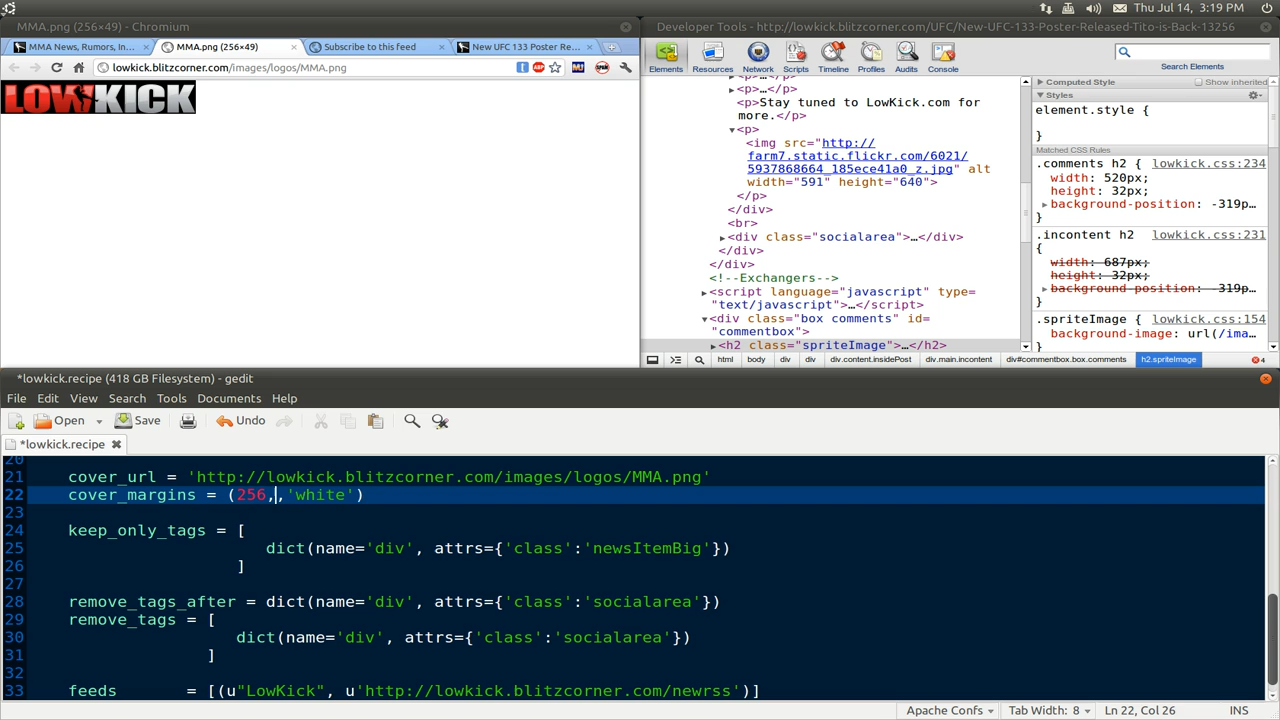 Thu Jul 14, 3:19 PM
MMA.png (256×49) - Chromium
MMA News, Rumors, In...
MMA.png (256×49)
Subscribe to this Feed
New UFC 133 Poster Re...
lowkick.blitzcorner.com/images/logos/MMA.png
LOWKICK
Developer Tools - http://lowkick.blitzcorner.com/UFC/New-UFC-133-Poster-Released-Tito-is-Back-13256
Elements
Resources
Network
Scripts
Timeline
Profiles
Audits
Console
Search Elements
<p>…</p>
<p>…</p>
<p>Stay tuned to LowKick.com for
more.</p>
<p>
<img src="http://
farm7.static.flickr.com/6021/
5937868664_185ece41a0_z.jpg" alt
width="591" height="640">
</p>
</div>
<br>
<div class="socialarea">…</div>
</div>
</div>
<!--Exchangers-->
<script language="javascript" type=
"text/javascript">…</script>
<div class="box comments" id=
"commentbox">
<h2 class="spriteImage">…</h2>
Computed Style
Show inherited
Styles
element.style {
}
Matched CSS Rules
.comments h2 { lowkick.css:234
width: 520px;
height: 32px;
background-position: -319p…
}
.incontent h2 lowkick.css:231
{
width: 687px;
height: 32px;
background-position: -319p…
}
.spriteImage { lowkick.css:154
background-image: url(/ima…
html
body
div
div
div.content.insidePost
div.main.incontent
div#commentbox.box.comments
h2.spriteImage
4
*lowkick.recipe (418 GB Filesystem) - gedit
File Edit View Search Tools Documents Help
Open Save Undo
*lowkick.recipe
20
21 cover_url = 'http://lowkick.blitzcorner.com/images/logos/MMA.png'
22 cover_margins = (256,,'white')
23
24 keep_only_tags = [
25 dict(name='div', attrs={'class':'newsItemBig'})
26 ]
27
28 remove_tags_after = dict(name='div', attrs={'class':'socialarea'})
29 remove_tags = [
30 dict(name='div', attrs={'class':'socialarea'})
31 ]
32
33 feeds = [(u"LowKick", u'http://lowkick.blitzcorner.com/newrss')]
Apache Confs Tab Width: 8 Ln 22, Col 26 INS